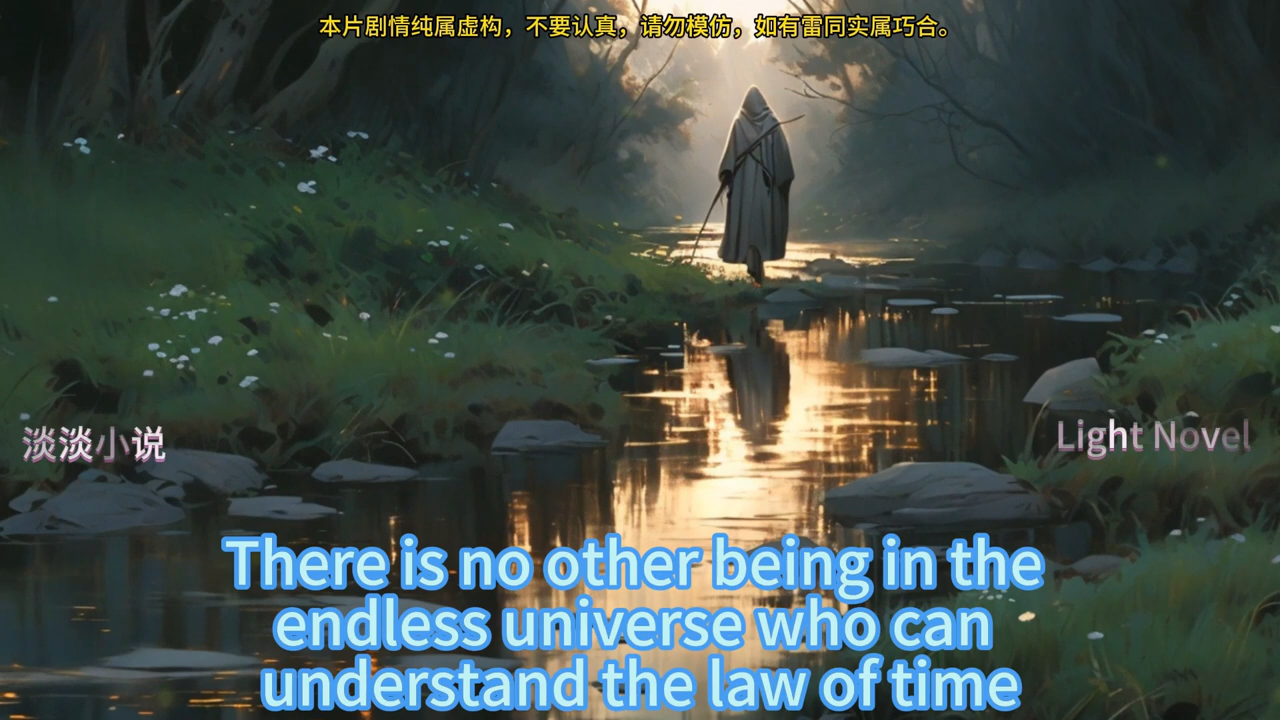 本片剧情纯属虚构，不要认真，请勿模仿，如有雷同实属巧合。
淡淡小说
Light Novel
There is no other being in the
endless universe who can
understand the law of time